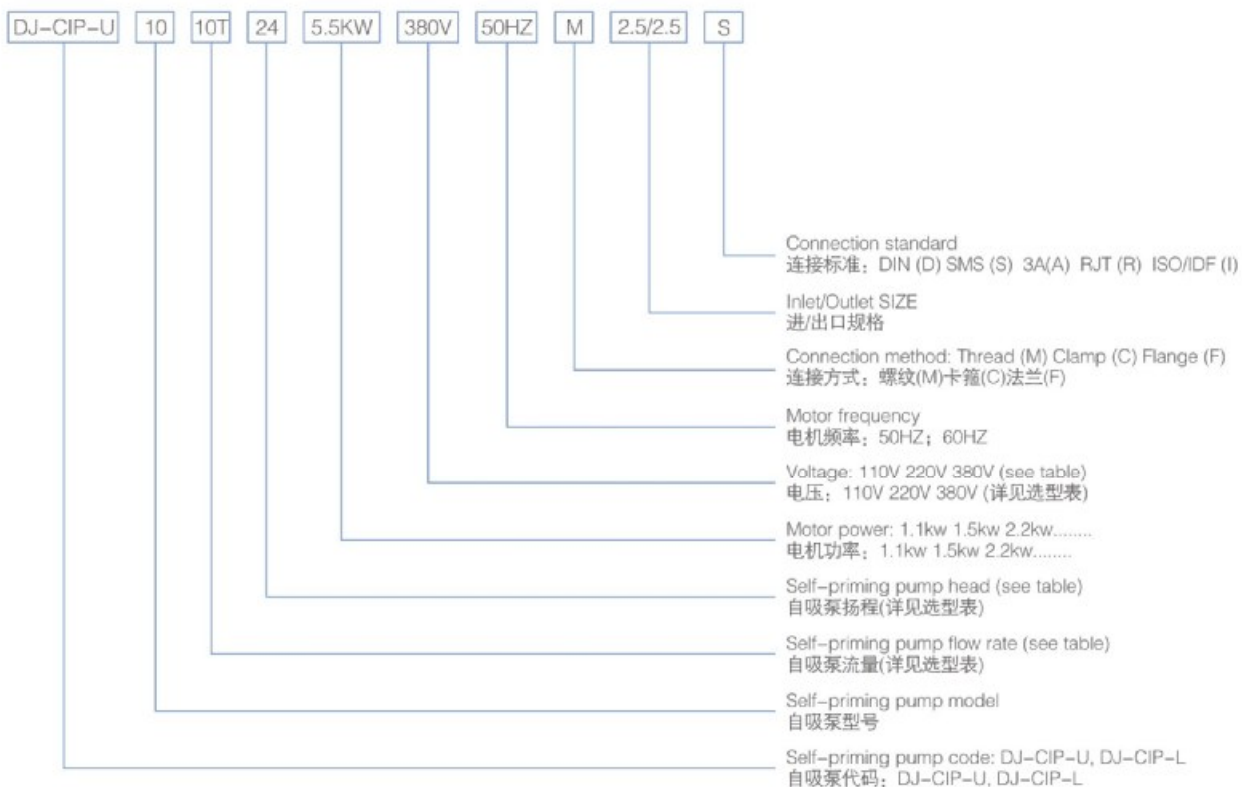 DJ-CIP-U 10 10T 24 5.5KW 380V 50HZ M 2.5/2.5 S
Connection standard
连接标准：DIN (D) SMS (S) 3A(A) RJT (R) ISO/IDF (I)
Inlet/Outlet SIZE
进/出口规格
Connection method: Thread (M) Clamp (C) Flange (F)
连接方式：螺纹(M)卡箍(C)法兰(F)
Motor frequency
电机频率：50HZ；60HZ
Voltage: 110V 220V 380V (see table)
电压：110V 220V 380V (详见选型表)
Motor power: 1.1kw 1.5kw 2.2kw........
电机功率：1.1kw 1.5kw 2.2kw........
Self-priming pump head (see table)
自吸泵扬程(详见选型表)
Self-priming pump flow rate (see table)
自吸泵流量(详见选型表)
Self-priming pump model
自吸泵型号
Self-priming pump code: DJ-CIP-U, DJ-CIP-L
自吸泵代码：DJ-CIP-U, DJ-CIP-L